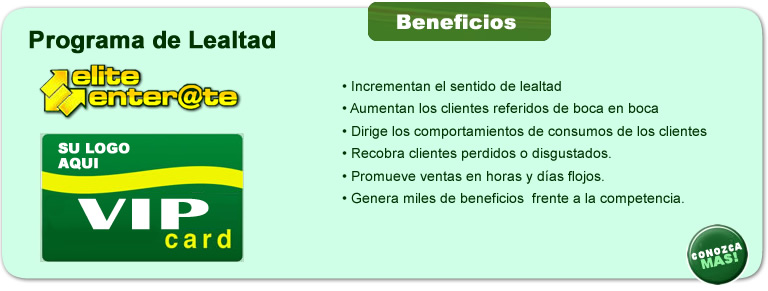 Beneficios
Programa de Lealtad
elite
enter@te
SU LOGO
AQUI
VIP
card
• Incrementan el sentido de lealtad
• Aumentan los clientes referidos de boca en boca
• Dirige los comportamientos de consumos de los clientes
• Recobra clientes perdidos o disgustados.
• Promueve ventas en horas y días flojos.
• Genera miles de beneficios  frente a la competencia.
CONOZCA
MAS!